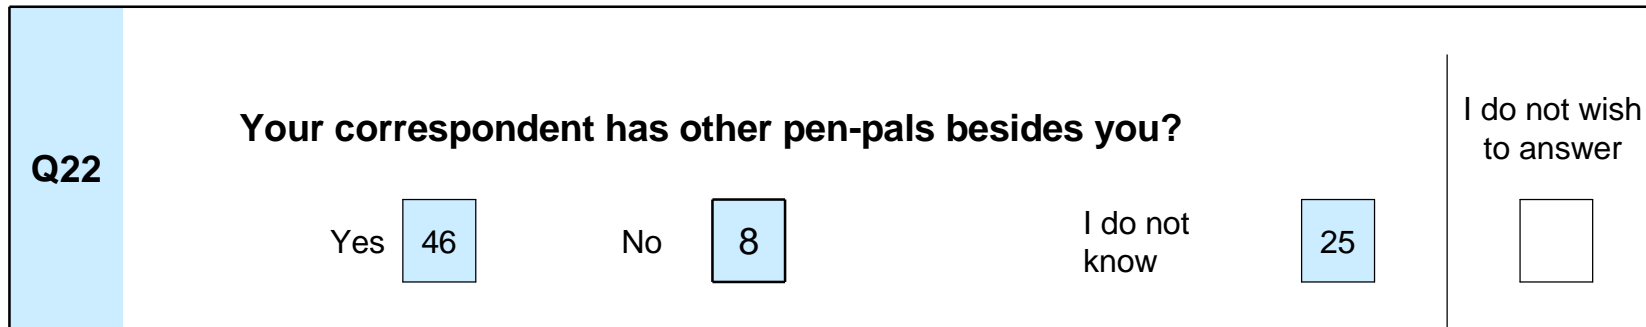 Q22
Your correspondent has other pen-pals besides you?
Yes 46 No 8 I do not know 25
I do not wish
to answer